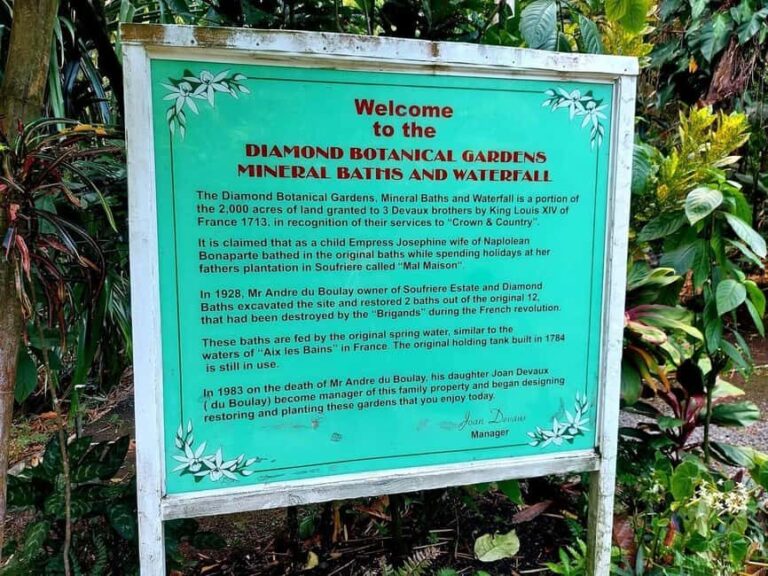 Welcome
to the
DIAMOND BOTANICAL GARDENS
MINERAL BATHS AND WATERFALL
The Diamond Botanical Gardens, Mineral Baths and Waterfall is a portion of
the 2,000 acres of land granted to 3 Devaux brothers by King Louis XIV of
France 1713, in recognition of their services to "Crown & Country".
It is claimed that as a child Empress Josephine wife of Naplolean
Bonaparte bathed in the original baths while spending holidays at her
fathers plantation in Soufriere called "Mal Maison".
In 1928, Mr Andre du Boulay owner of Soufriere Estate and Diamond
Baths excavated the site and restored 2 baths out of the original 12,
that had been destroyed by the "Brigands" during the French revolution.
These baths are fed by the original spring water, similar to the
waters of "Aix les Bains" in France. The original holding tank built in 1784
is still in use.
In 1983 on the death of Mr Andre du Boulay, his daughter Joan Devaux
( du Boulay) become manager of this family property and began designing
restoring and planting these gardens that you enjoy today.
Joan Devaux
Manager